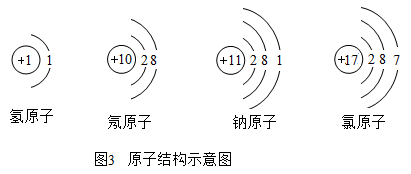 +1 1
+10 2 8
+11 2 8 1
+17 2 8 7
氢原子
氖原子
钠原子
氯原子
图3 原子结构示意图